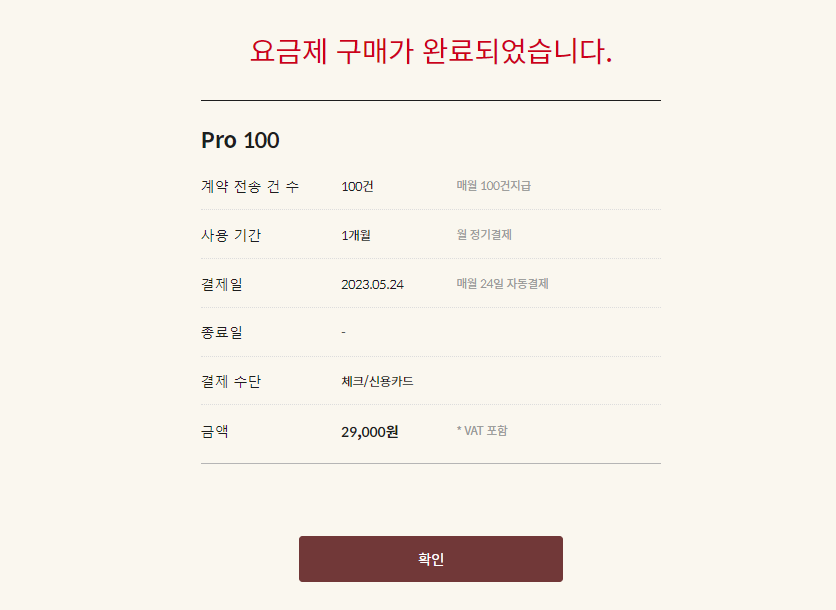 요금제 구매가 완료되었습니다.
Pro 100
계약 전송 건 수 100건 매월 100건지급
사용 기간 1개월 월 정기결제
결제일 2023.05.24 매월 24일 자동결제
종료일 -
결제 수단 체크/신용카드
금액 29,000원 * VAT 포함
확인